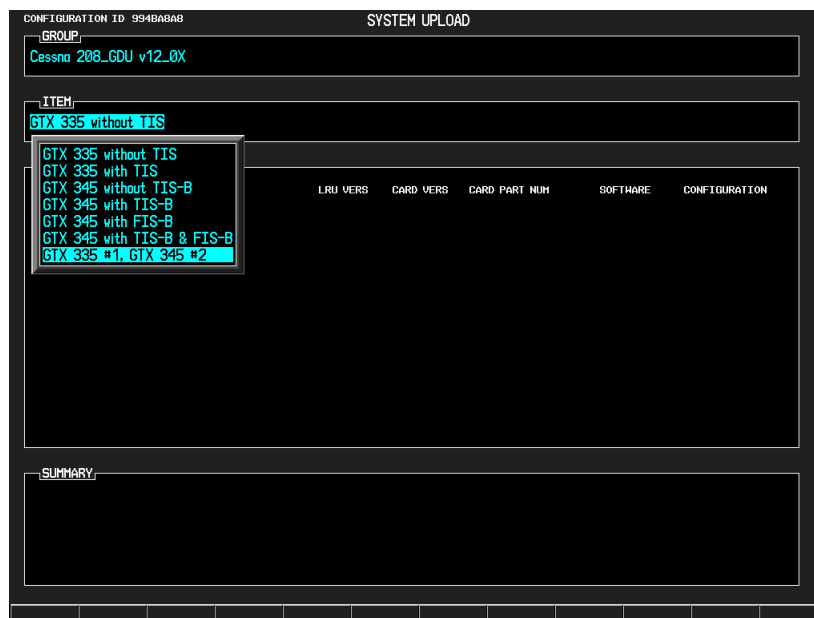 CONFIGURATION ID 994BA8A8
SYSTEM UPLOAD
GROUP
Cessna 208_GDU v12_0X
ITEM
GTX 335 without TIS
GTX 335 without TIS
GTX 335 with TIS
GTX 345 without TIS-B
GTX 345 with TIS-B
GTX 345 with FIS-B
GTX 345 with TIS-B & FIS-B
GTX 335 #1, GTX 345 #2
LRU VERS CARD VERS CARD PART NUM SOFTWARE CONFIGURATION
SUMMARY